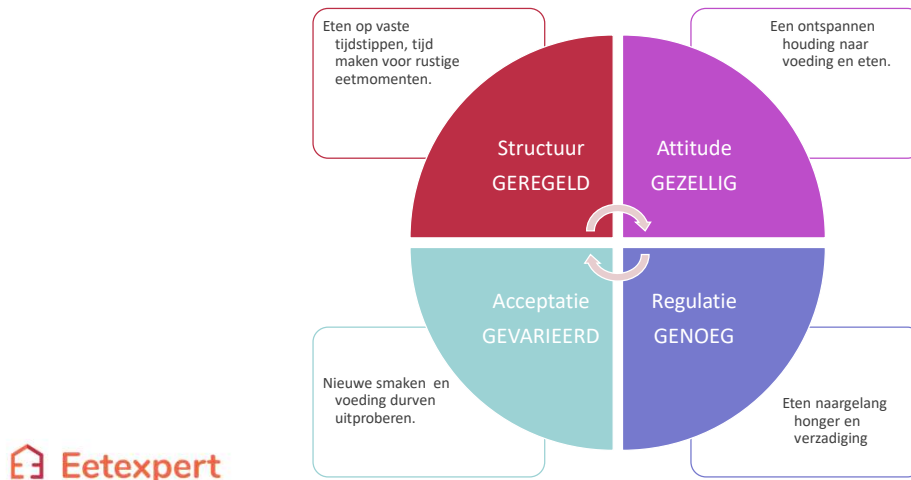 Eten op vaste
tijdstippen, tijd
maken voor rustige
eetmomenten.
Een ontspannen
houding naar
voeding en eten.
Structuur
GEREGELD
Attitude
GEZELLIG
Acceptatie
GEVARIEERD
Regulatie
GENOEG
Nieuwe smaken en
voeding durven
uitproberen.
Eten naargelang
honger en
verzadiging
Eetexpert